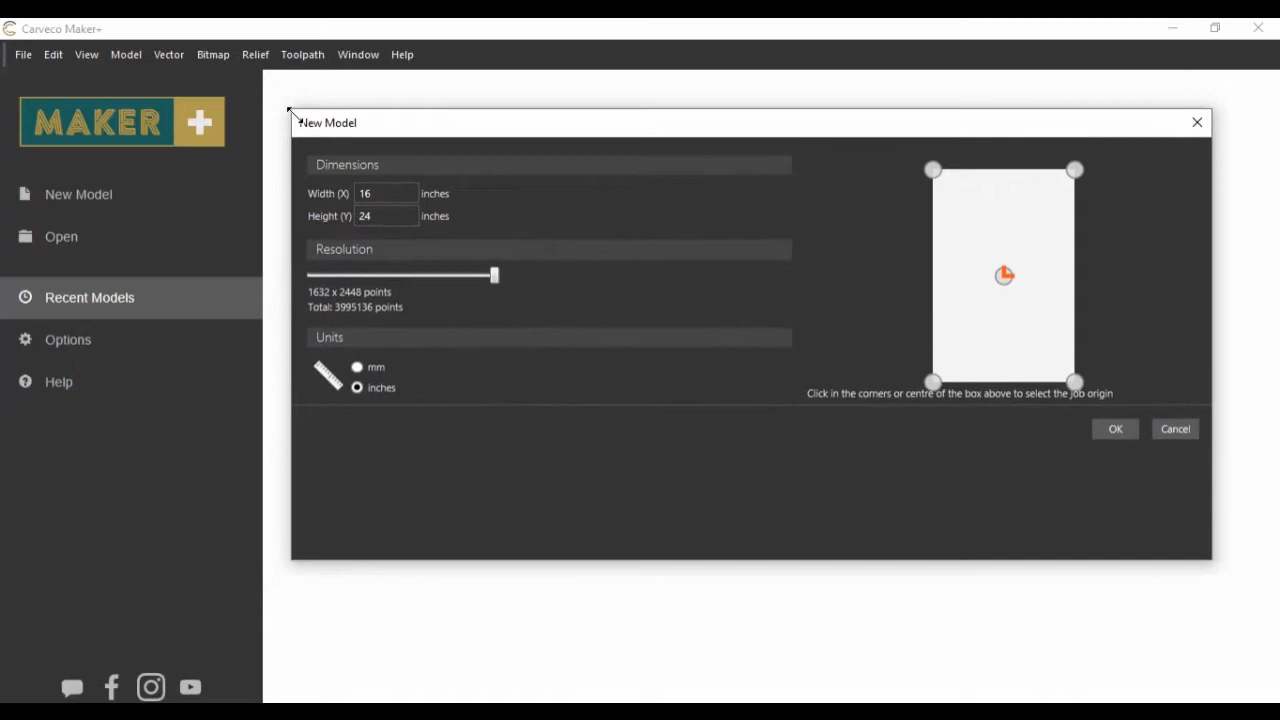 Carveco Maker+
File Edit View Model Vector Bitmap Relief Toolpath Window Help
MAKER +
New Model
Open
Recent Models
Options
Help
New Model
Dimensions
Width (X) 16 inches
Height (Y) 24 inches
Resolution
1632 x 2448 points
Total: 3995136 points
Units
mm
inches
Click in the corners or centre of the box above to select the job origin
OK Cancel